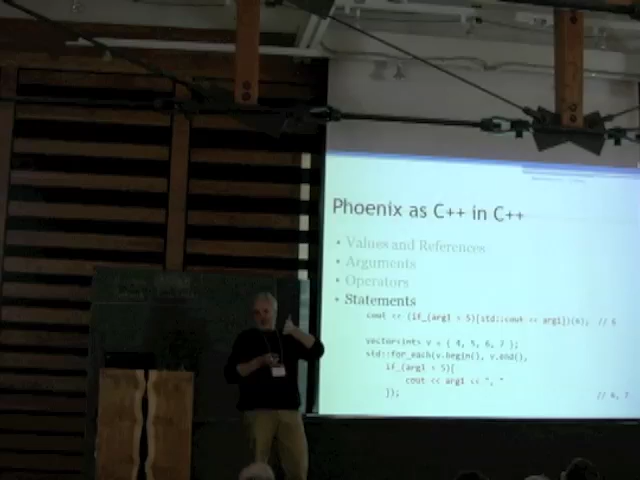 Phoenix as C++ in C++
• Values and References
• Arguments
• Operators
• Statements
cout << (if_(arg1 > 5)[std::cout << arg1])(6); // 6
vector<int> v = { 4, 5, 6, 7 };
std::for_each(v.begin(), v.end(),
if_(arg1 > 5)[
cout << arg1 << ", "
]);
// 6, 7